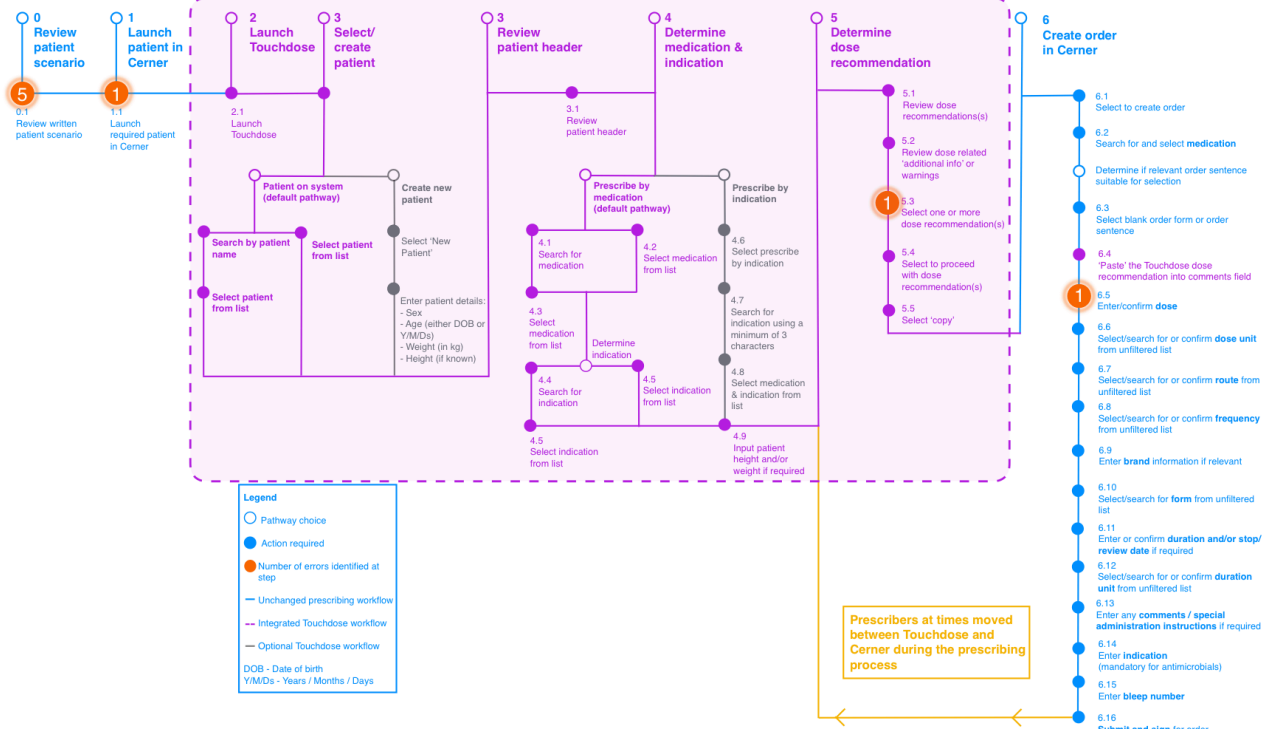 0
Review
patient
scenario
5
0.1
Review written
patient scenario
1
Launch
patient in
Cerner
1
1.1
Launch
required patient
in Cerner
2
Launch
Touchdose
2.1
Launch
Touchdose
3
Select/
create
patient
Patient on system
(default pathway)
Search by patient
name
Select patient
from list
Select patient
from list
Create new
patient
Select ‘New
Patient’
Enter patient details:
- Sex
- Age (either DOB or
Y/M/Ds)
- Weight (in kg)
- Height (if known)
3
Review
patient header
3.1
Review
patient header
4
Determine
medication &
indication
Prescribe by
medication
(default pathway)
4.1
Search for
medication
4.2
Select medication
from list
4.3
Select
medication
from list
Determine
indication
4.4
Search for
indication
4.5
Select indication
from list
4.5
Select indication
from list
Prescribe by
indication
4.6
Select prescribe
by indication
4.7
Search for
indication using a
minimum of 3
characters
4.8
Select medication
& indication from
list
4.9
Input patient
height and/or
weight if required
5
Determine
dose
recommendation
5.1
Review dose
recommendations(s)
5.2
Review dose related
‘additional info’ or
warnings
1
5.3
Select one or more
dose recommendation(s)
5.4
Select to proceed
with dose
recommendation(s)
5.5
Select ‘copy’
6
Create order
in Cerner
6.1
Select to create order
6.2
Search for and select medication
Determine if relevant order sentence
suitable for selection
6.3
Select blank order form or order
sentence
6.4
‘Paste’ the Touchdose dose
recommendation into comments field
1
6.5
Enter/confirm dose
6.6
Select/search for or confirm dose unit
from unfiltered list
6.7
Select/search for or confirm route from
unfiltered list
6.8
Select/search for or confirm frequency
from unfiltered list
6.9
Enter brand information if relevant
6.10
Select/search for form from unfiltered
list
6.11
Enter or confirm duration and/or stop/
review date if required
6.12
Select/search for or confirm duration
unit from unfiltered list
6.13
Enter any comments / special
administration instructions if required
6.14
Enter indication
(mandatory for antimicrobials)
6.15
Enter bleep number
6.16
Submit and sign for order
Legend
Pathway choice
Action required
Number of errors identified at
step
Unchanged prescribing workflow
Integrated Touchdose workflow
Optional Touchdose workflow
DOB - Date of birth
Y/M/Ds - Years / Months / Days
Prescribers at times moved
between Touchdose and
Cerner during the prescribing
process